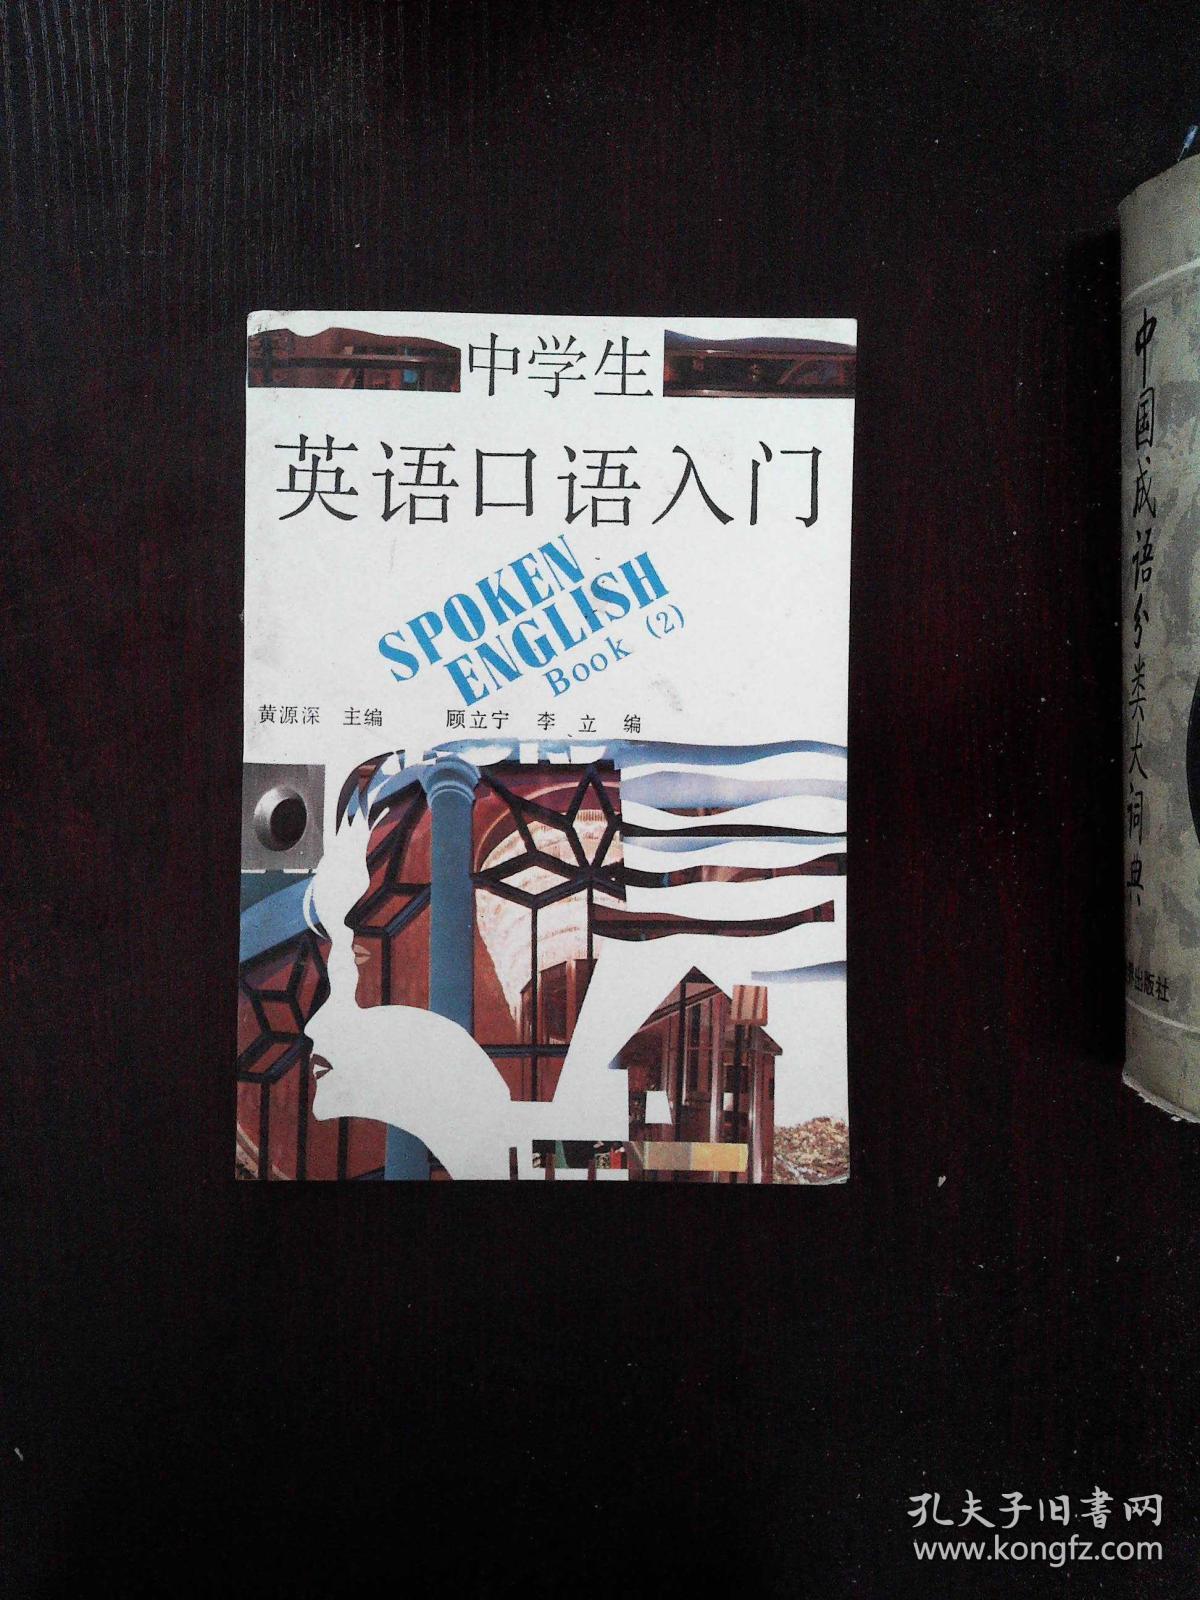 中学生
英语口语入门
SPOKEN
ENGLISH
Book (2)
黄源深 主编 顾立宁 李 立 编
中国成语分类大词典
出版社
孔夫子旧書网
www.kongfz.com